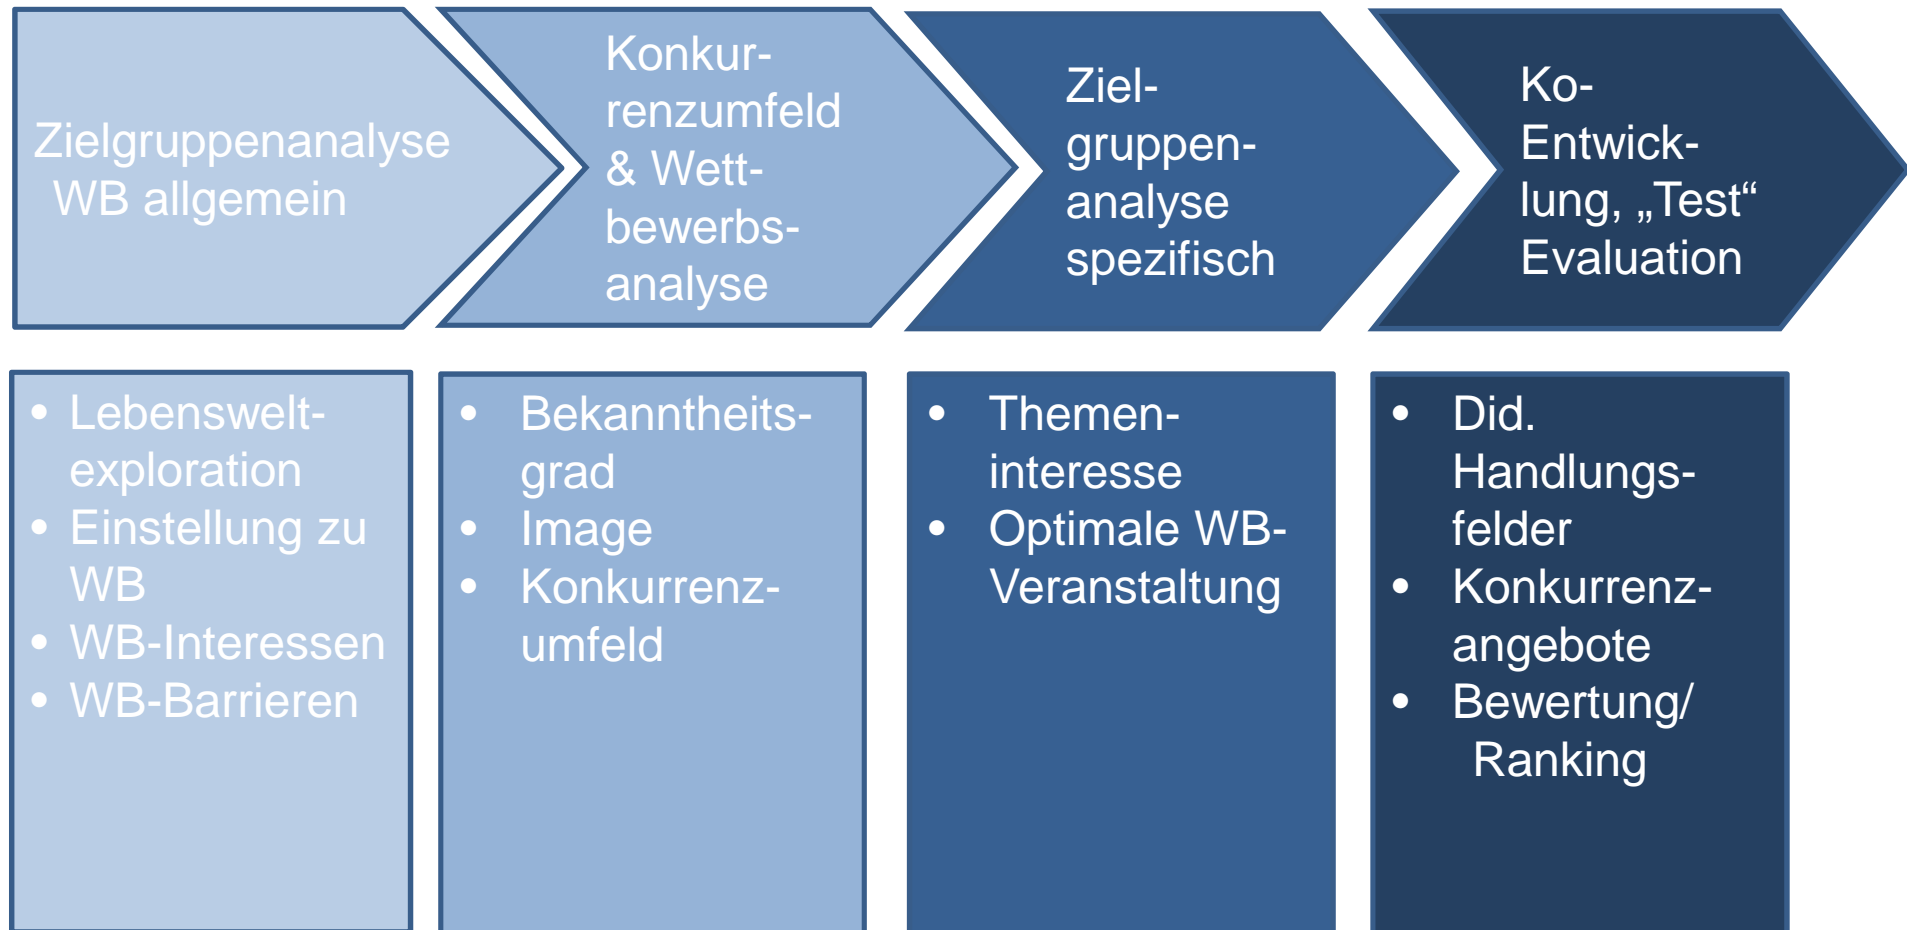 Zielgruppenanalyse
WB allgemein
Konkur-
renzumfeld
& Wett-
bewerbs-
analyse
Ziel-
gruppen-
analyse
spezifisch
Ko-
Entwick-
lung, „Test“
Evaluation
• Lebenswelt-
exploration
• Einstellung zu
WB
• WB-Interessen
• WB-Barrieren
• Bekanntheits-
grad
• Image
• Konkurrenz-
umfeld
• Themen-
interesse
• Optimale WB-
Veranstaltung
• Did.
Handlungs-
felder
• Konkurrenz-
angebote
• Bewertung/
Ranking